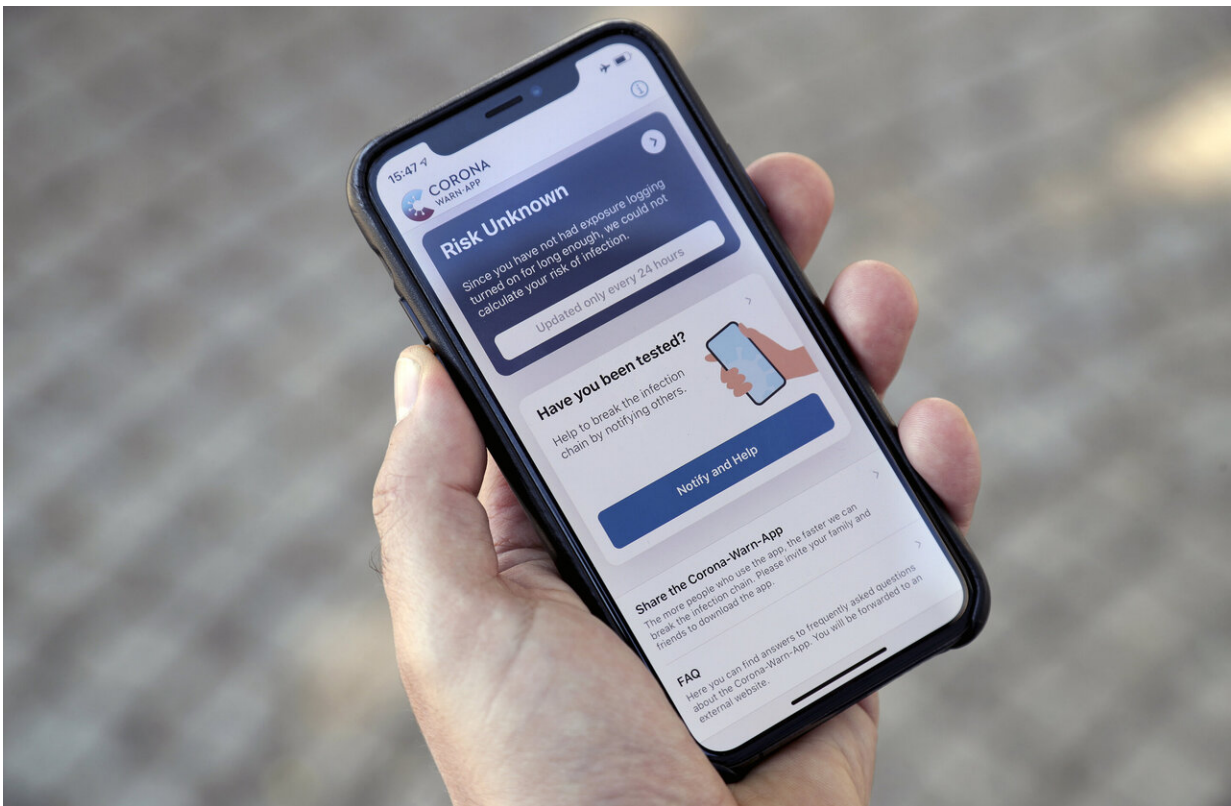 15:47
CORONA
WARN-APP
Risk Unknown
Since you have not had exposure logging
turned on for long enough, we could not
calculate your risk of infection.
Updated only every 24 hours
Have you been tested?
Help to break the infection
chain by notifying others.
Notify and Help
Share the Corona-Warn-App
The more people who use the app, the faster we can
break the infection chain. Please invite your family and
friends to download the app.
FAQ
Here you can find answers to frequently asked questions
about the Corona-Warn-App. You will be forwarded to an
external website.